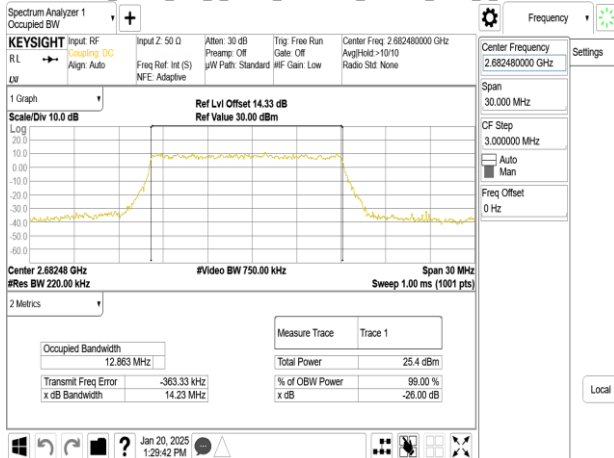 Spectrum Analyzer 1
Occupied BW
+
Frequency
KEYSIGHT
RL
LXI
Input: RF
Coupling: DC
Align: Auto
Input Z: 50 Ω
Freq Ref: Int (S)
NFE: Adaptive
Atten: 30 dB
Preamp: Off
µW Path: Standard
Trig: Free Run
Gate: Off
#IF Gain: Low
Center Freq: 2.682480000 GHz
Avg|Hold:>10/10
Radio Std: None
Center Frequency
2.682480000 GHz
Settings
Span
30.000 MHz
CF Step
3.000000 MHz
Auto
Man
Freq Offset
0 Hz
Local
1 Graph
Scale/Div 10.0 dB
Ref Lvl Offset 14.33 dB
Ref Value 30.00 dBm
Log
20.0
10.0
0.00
-10.0
-20.0
-30.0
-40.0
-50.0
-60.0
Center 2.68248 GHz
#Video BW 750.00 kHz
Span 30 MHz
#Res BW 220.00 kHz
Sweep 1.00 ms (1001 pts)
2 Metrics
Measure Trace Trace 1
Occupied Bandwidth
12.863 MHz
Total Power 25.4 dBm
Transmit Freq Error -363.33 kHz
% of OBW Power 99.00 %
x dB Bandwidth 14.23 MHz
x dB -26.00 dB
?
Jan 20, 2025
1:29:42 PM